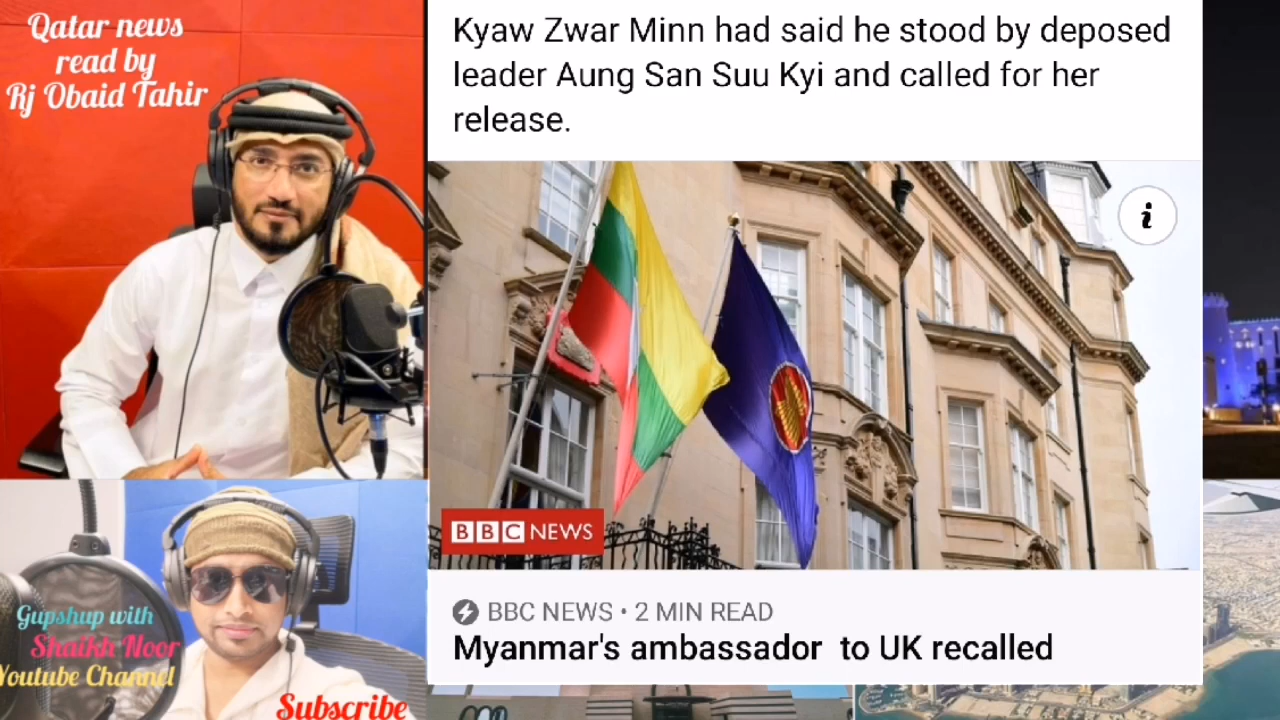 Qatar news
read by
Rj Obaid Tahir
Kyaw Zwar Minn had said he stood by deposed
leader Aung San Suu Kyi and called for her
release.
i
BBC NEWS
BBC NEWS • 2 MIN READ
Myanmar's ambassador to UK recalled
Gupshup with
Shaikh Noor
Youtube Channel
Subscribe